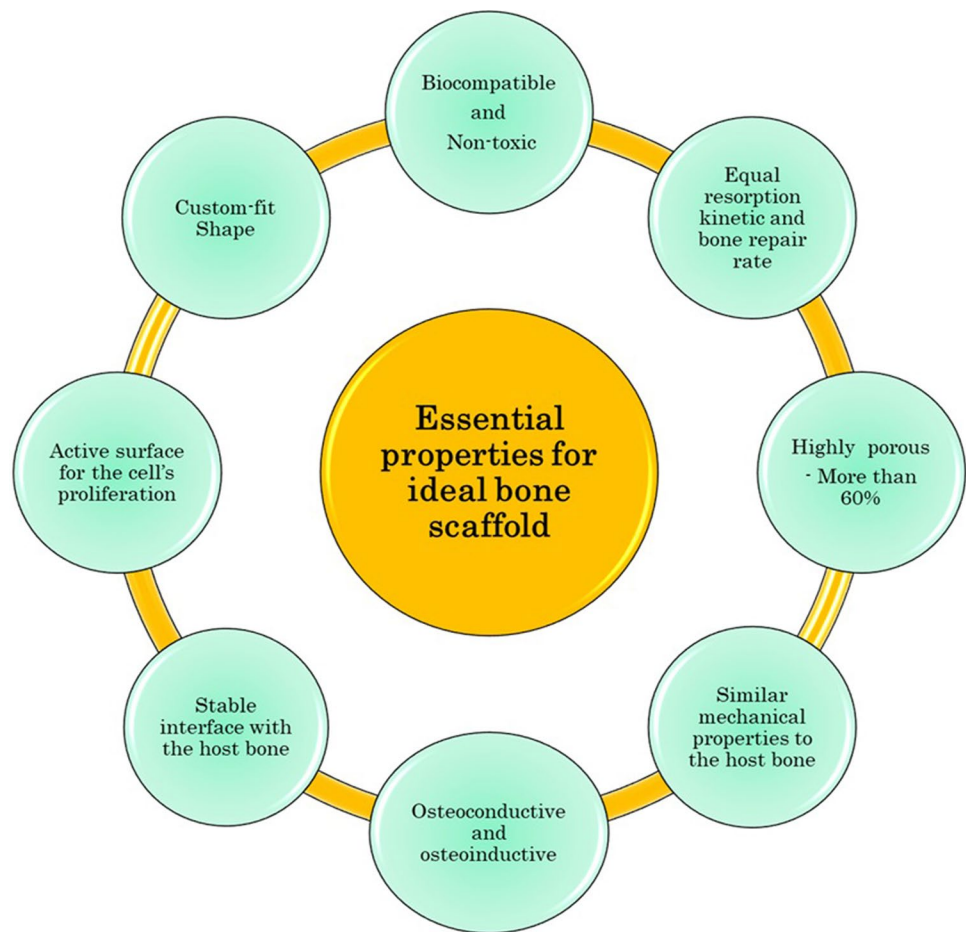 Biocompatible
and
Non-toxic
Equal
resorption
kinetic and
bone repair
rate
Highly porous
- More than
60%
Similar
mechanical
properties to
the host bone
Osteoconductive
and
osteoinductive
Stable
interface with
the host bone
Active surface
for the cell's
proliferation
Custom-fit
Shape
Essential
properties for
ideal bone
scaffold